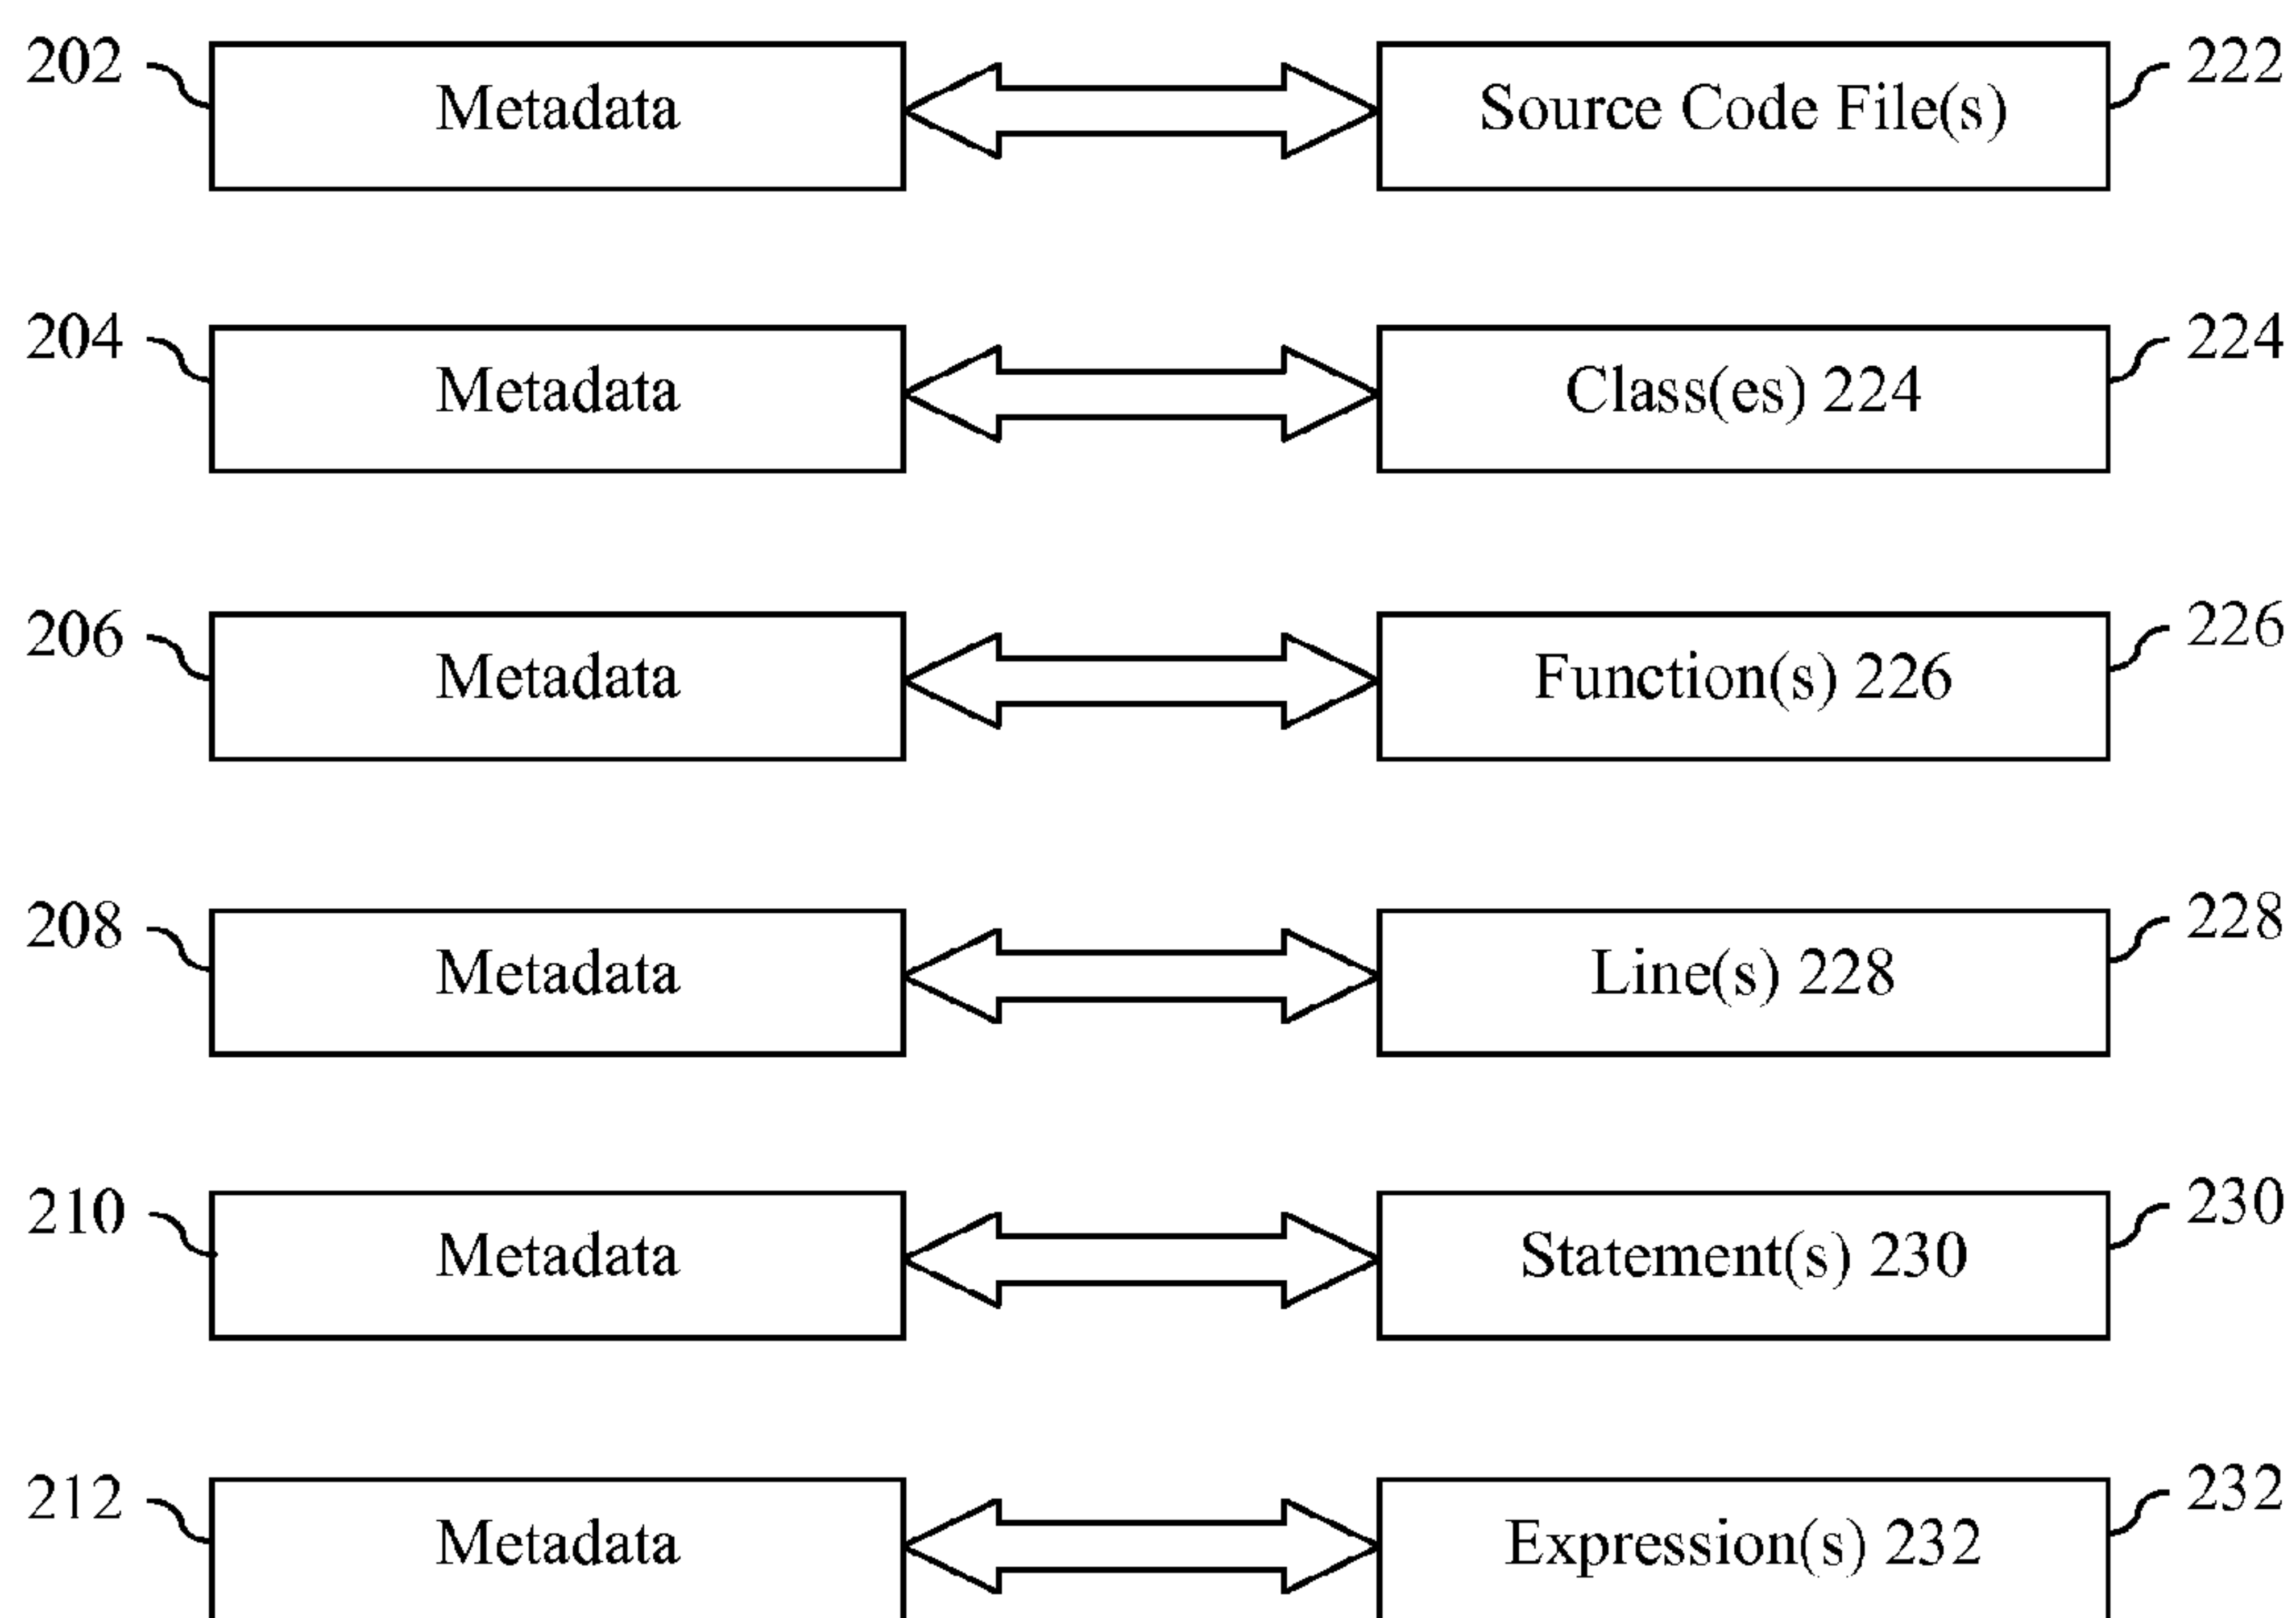 202 Metadata Source Code File(s) 222
204 Metadata Class(es) 224 224
206 Metadata Function(s) 226 226
208 Metadata Line(s) 228 228
210 Metadata Statement(s) 230 230
212 Metadata Expression(s) 232 232